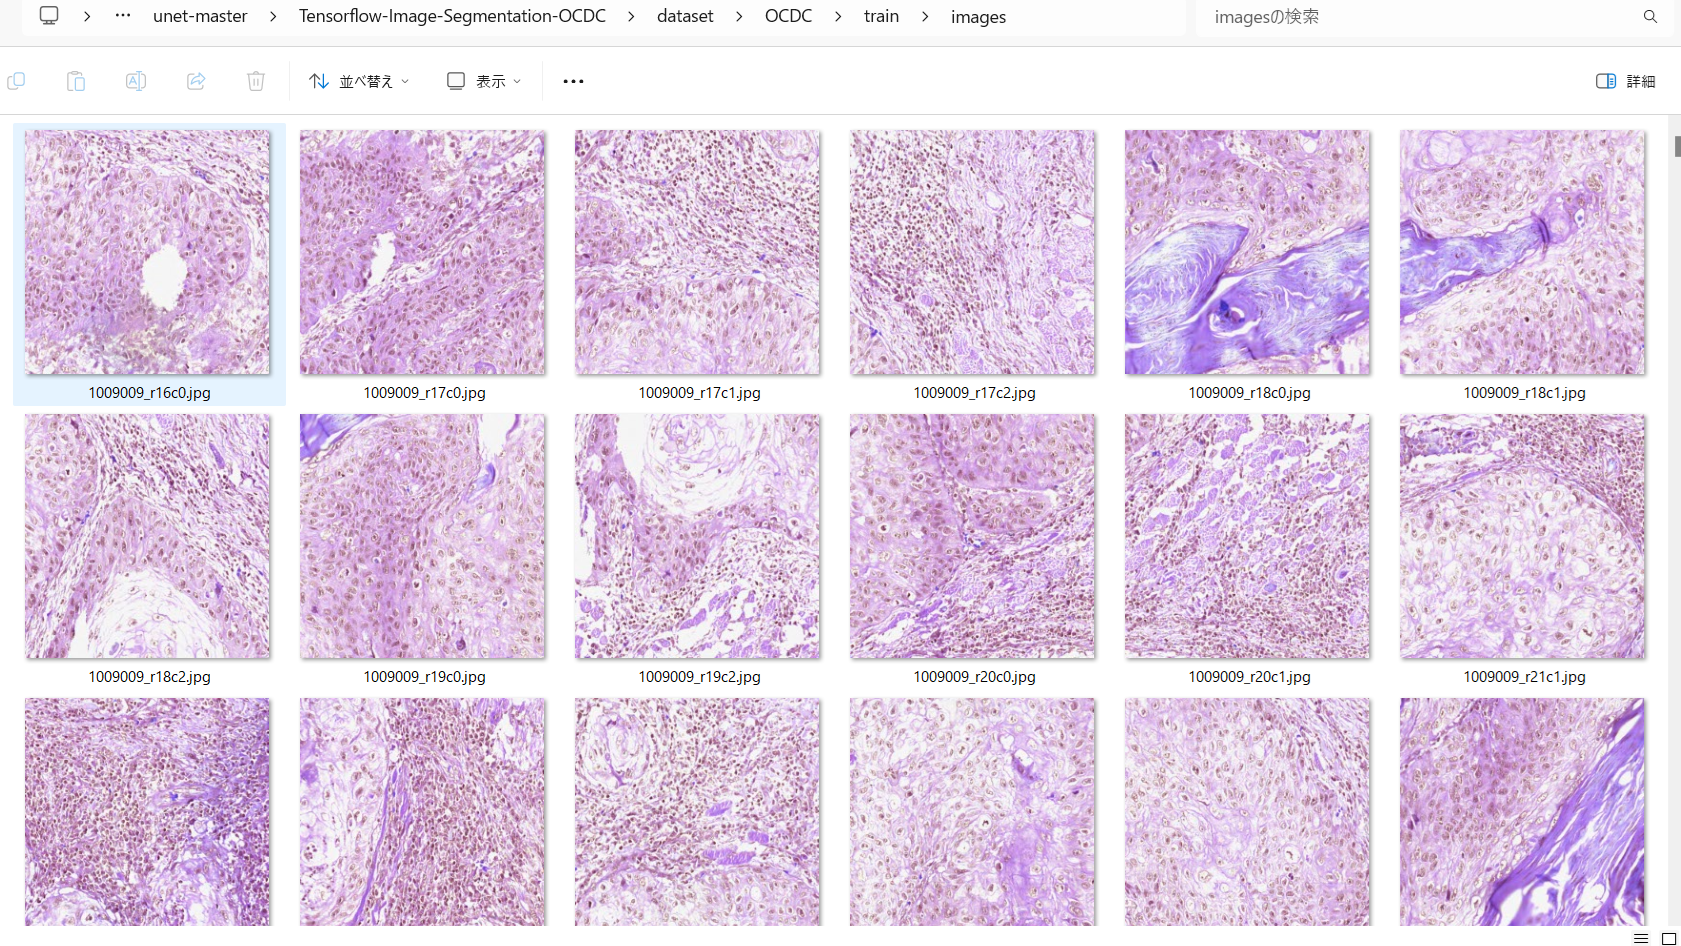 … unet-master > Tensorflow-Image-Segmentation-OCDC > dataset > OCDC > train > images
imagesの検索
並べ替え
表示
詳細
1009009_r16c0.jpg
1009009_r17c0.jpg
1009009_r17c1.jpg
1009009_r17c2.jpg
1009009_r18c0.jpg
1009009_r18c1.jpg
1009009_r18c2.jpg
1009009_r19c0.jpg
1009009_r19c2.jpg
1009009_r20c0.jpg
1009009_r20c1.jpg
1009009_r21c1.jpg